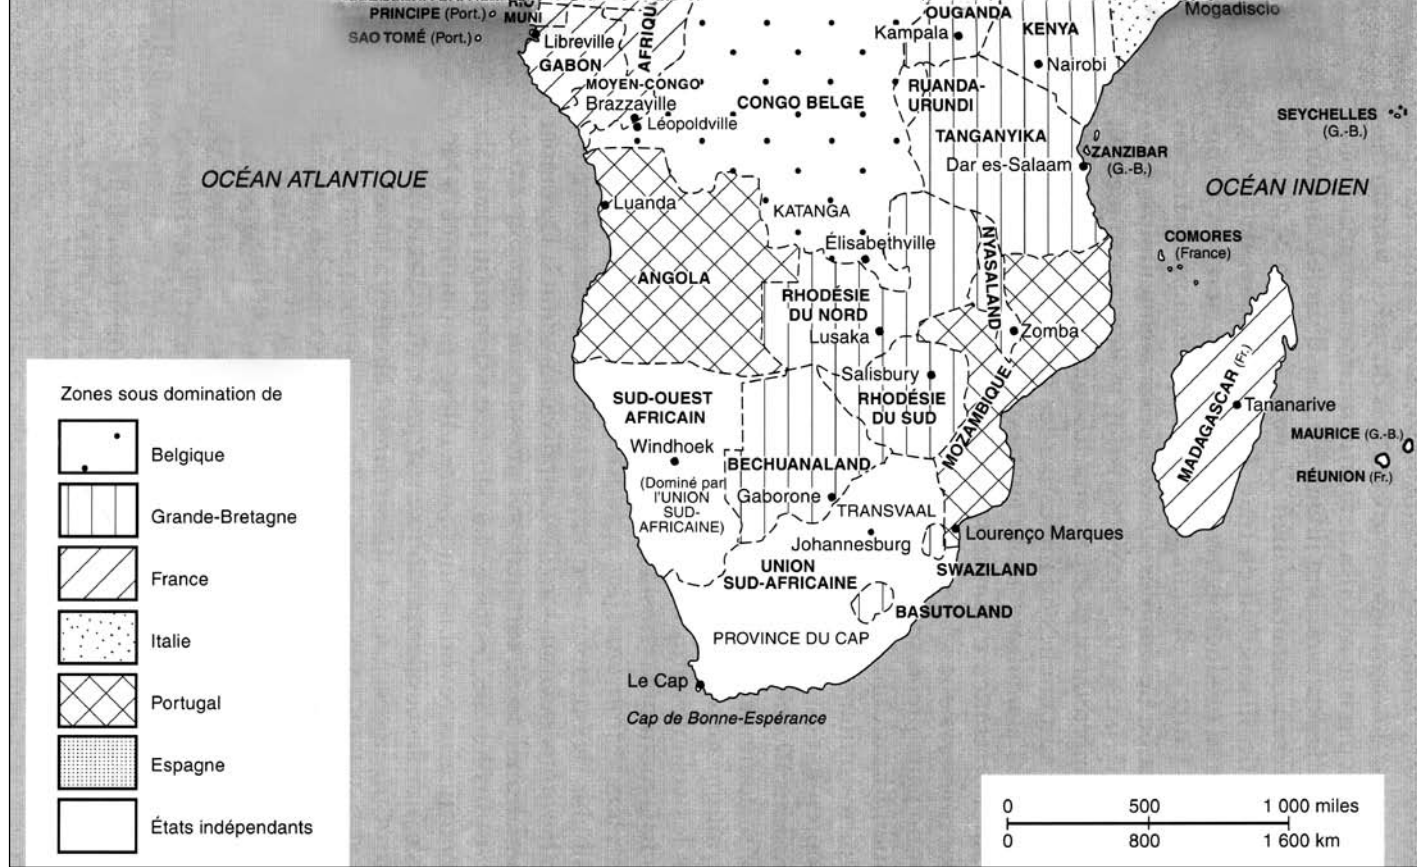 PRINCIPE (Port.)
RIO
MUNI
SAO TOMÉ (Port.)
Libreville
GABON
AFRIQU
MOYEN-CONGO
Brazzaville
Léopoldville
CONGO BELGE
OUGANDA
Kampala
KENYA
Nairobi
Mogadiscio
RUANDA-
URUNDI
TANGANYIKA
Dar es-Salaam
ZANZIBAR
(G.-B.)
SEYCHELLES
(G.-B.)
OCÉAN ATLANTIQUE
OCÉAN INDIEN
Luanda
KATANGA
Élisabethville
NYASALAND
COMORES
(France)
ANGOLA
RHODÉSIE
DU NORD
Lusaka
Zomba
Salisbury
RHODÉSIE
DU SUD
MOZAMBIQUE
MADAGASCAR (Fr.)
Tananarive
MAURICE (G.-B.)
RÉUNION (Fr.)
SUD-OUEST
AFRICAIN
Windhoek
(Dominé par
l'UNION
SUD-
AFRICAINE)
BECHUANALAND
Gaborone
TRANSVAAL
Johannesburg
Lourenço Marques
UNION
SUD-AFRICAINE
SWAZILAND
BASUTOLAND
PROVINCE DU CAP
Le Cap
Cap de Bonne-Espérance
Zones sous domination de
Belgique
Grande-Bretagne
France
Italie
Portugal
Espagne
États indépendants
0 500 1 000 miles
0 800 1 600 km